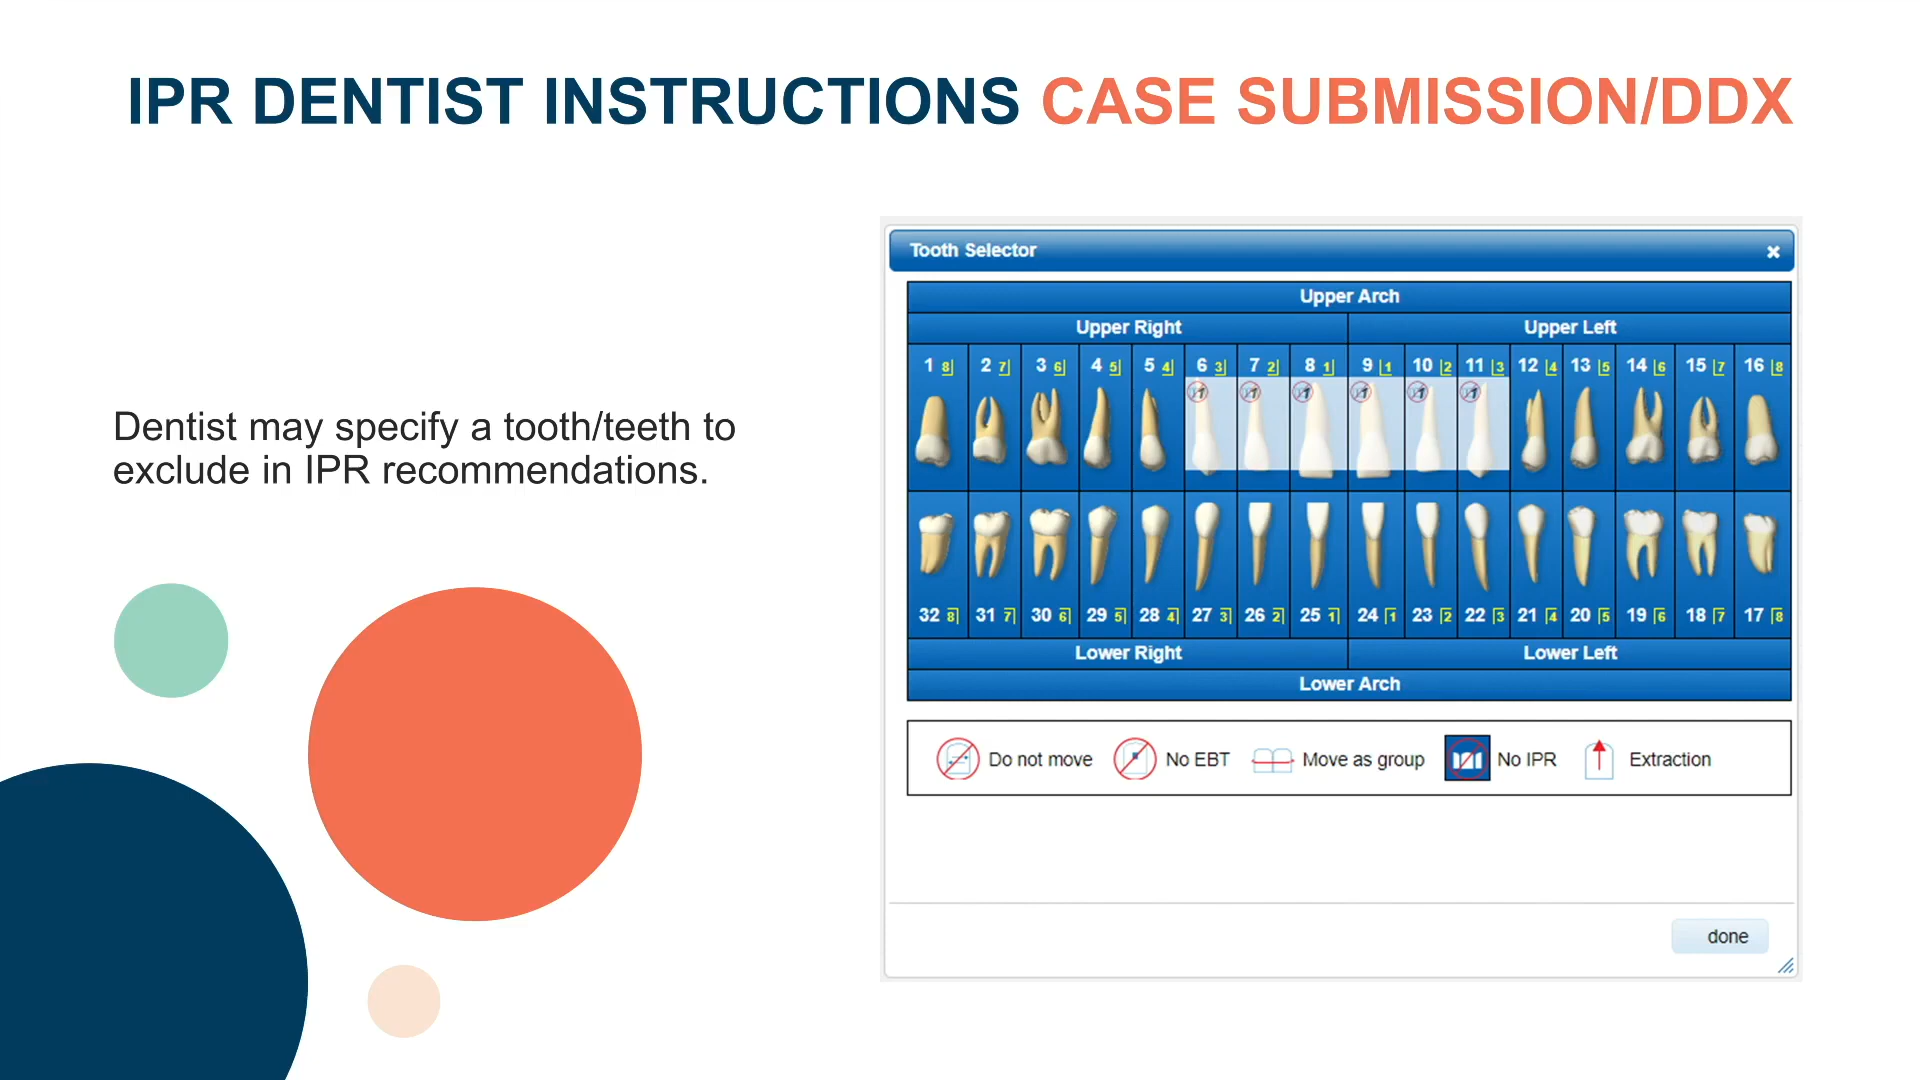 IPR DENTIST INSTRUCTIONS CASE SUBMISSION/DDX
Dentist may specify a tooth/teeth to
exclude in IPR recommendations.
Tooth Selector
Upper Arch
Upper Right Upper Left
1 8 2 7 3 6 4 5 5 4 6 3 7 2 8 1 9 1 10 2 11 3 12 4 13 5 14 6 15 7 16 8
32 8 31 7 30 6 29 5 28 4 27 3 26 2 25 1 24 1 23 2 22 3 21 4 20 5 19 6 18 7 17 8
Lower Right Lower Left
Lower Arch
Do not move No EBT Move as group No IPR Extraction
done